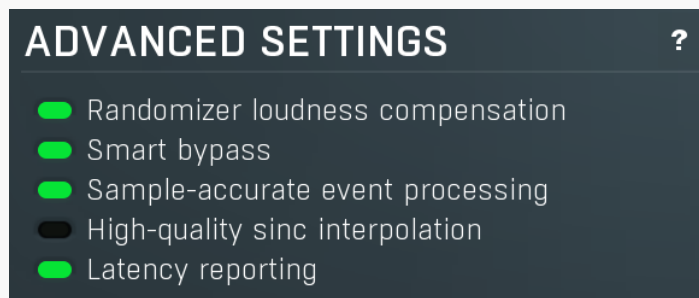 ADVANCED SETTINGS ?
Randomizer loudness compensation
Smart bypass
Sample-accurate event processing
High-quality sinc interpolation
Latency reporting